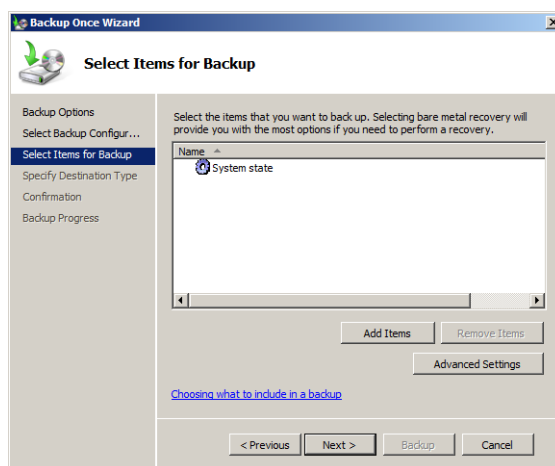 Backup Once Wizard
Select Items for Backup
Backup Options
Select Backup Configur...
Select Items for Backup
Specify Destination Type
Confirmation
Backup Progress
Select the items that you want to back up. Selecting bare metal recovery will
provide you with the most options if you need to perform a recovery.
Name
System state
Add Items
Remove Items
Advanced Settings
Choosing what to include in a backup
< Previous
Next >
Backup
Cancel